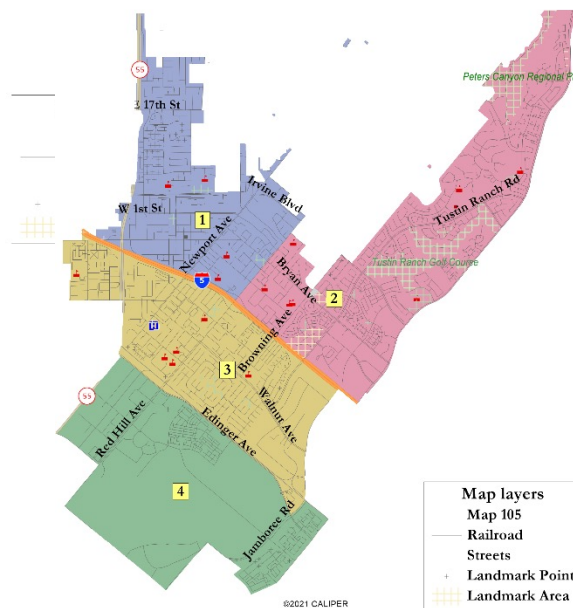 Peters Canyon Regional P
55
E 17th St
Tustin Ranch Rd
Irvine Blvd
W 1st St
1
Newport Ave
Tustin Ranch Golf Course
Bryan Ave
5
2
H
Browning Ave
3
55
Walnut Ave
Red Hill Ave
Edinger Ave
4
Jamboree Rd
Map layers
Map 105
Railroad
Streets
Landmark Point
Landmark Area
©2021 CALIPER